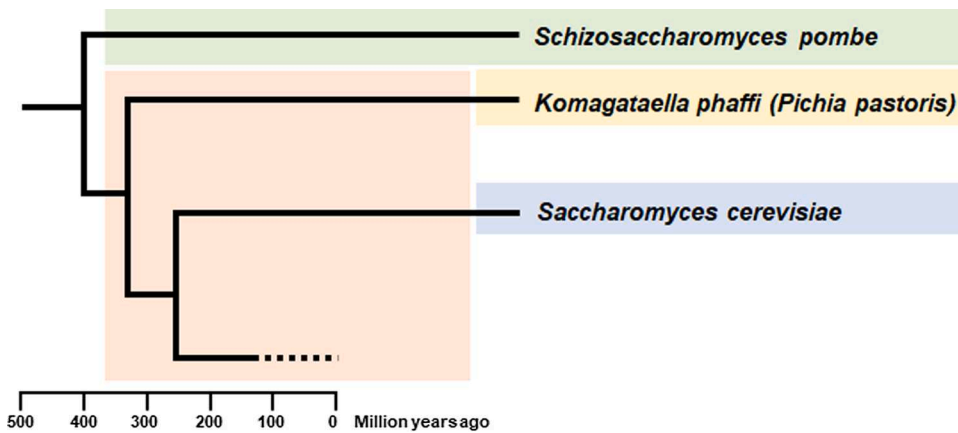 Schizosaccharomyces pombe
Komagataella phaffi (Pichia pastoris)
Saccharomyces cerevisiae
500 400 300 200 100 0 Million years ago